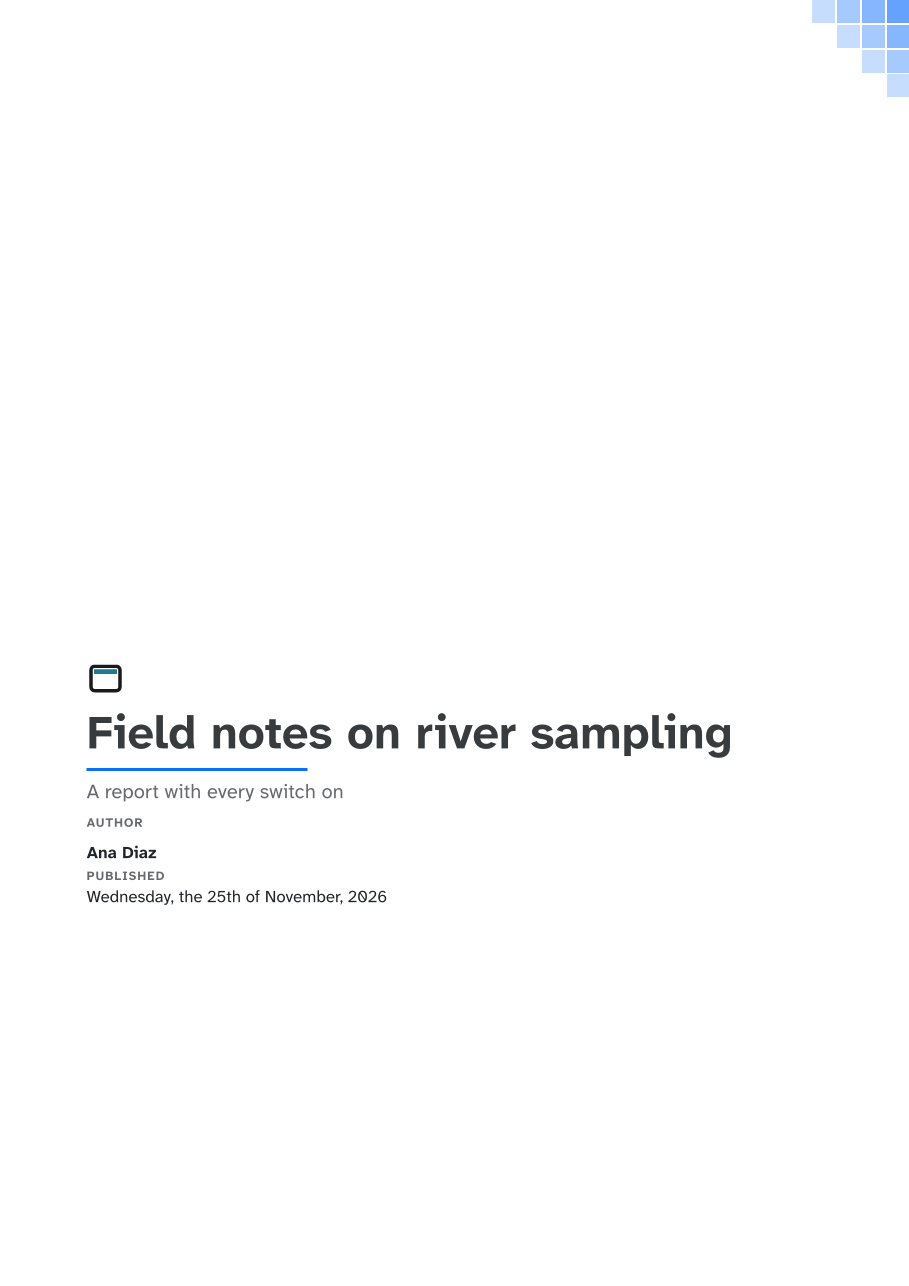 Field notes on river sampling
A report with every switch on
AUTHOR
Ana Diaz
PUBLISHED
Wednesday, the 25th of November, 2026